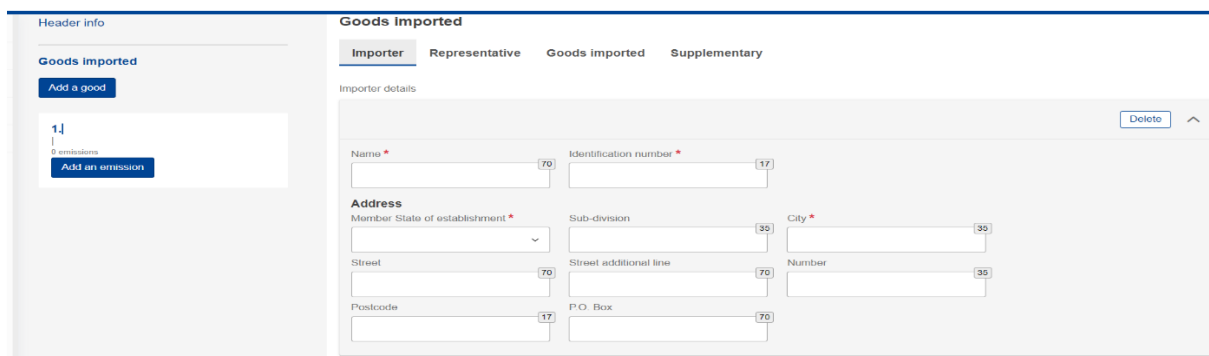 Header info
Goods imported
Add a good
1.|
|
0 emissions
Add an emission
Goods imported
Importer Representative Goods imported Supplementary
Importer details
Delete
Name * 70 Identification number * 17
Address
Member State of establishment * Sub-division 35 City * 35
Street 70 Street additional line 70 Number 35
Postcode 17 P.O. Box 70